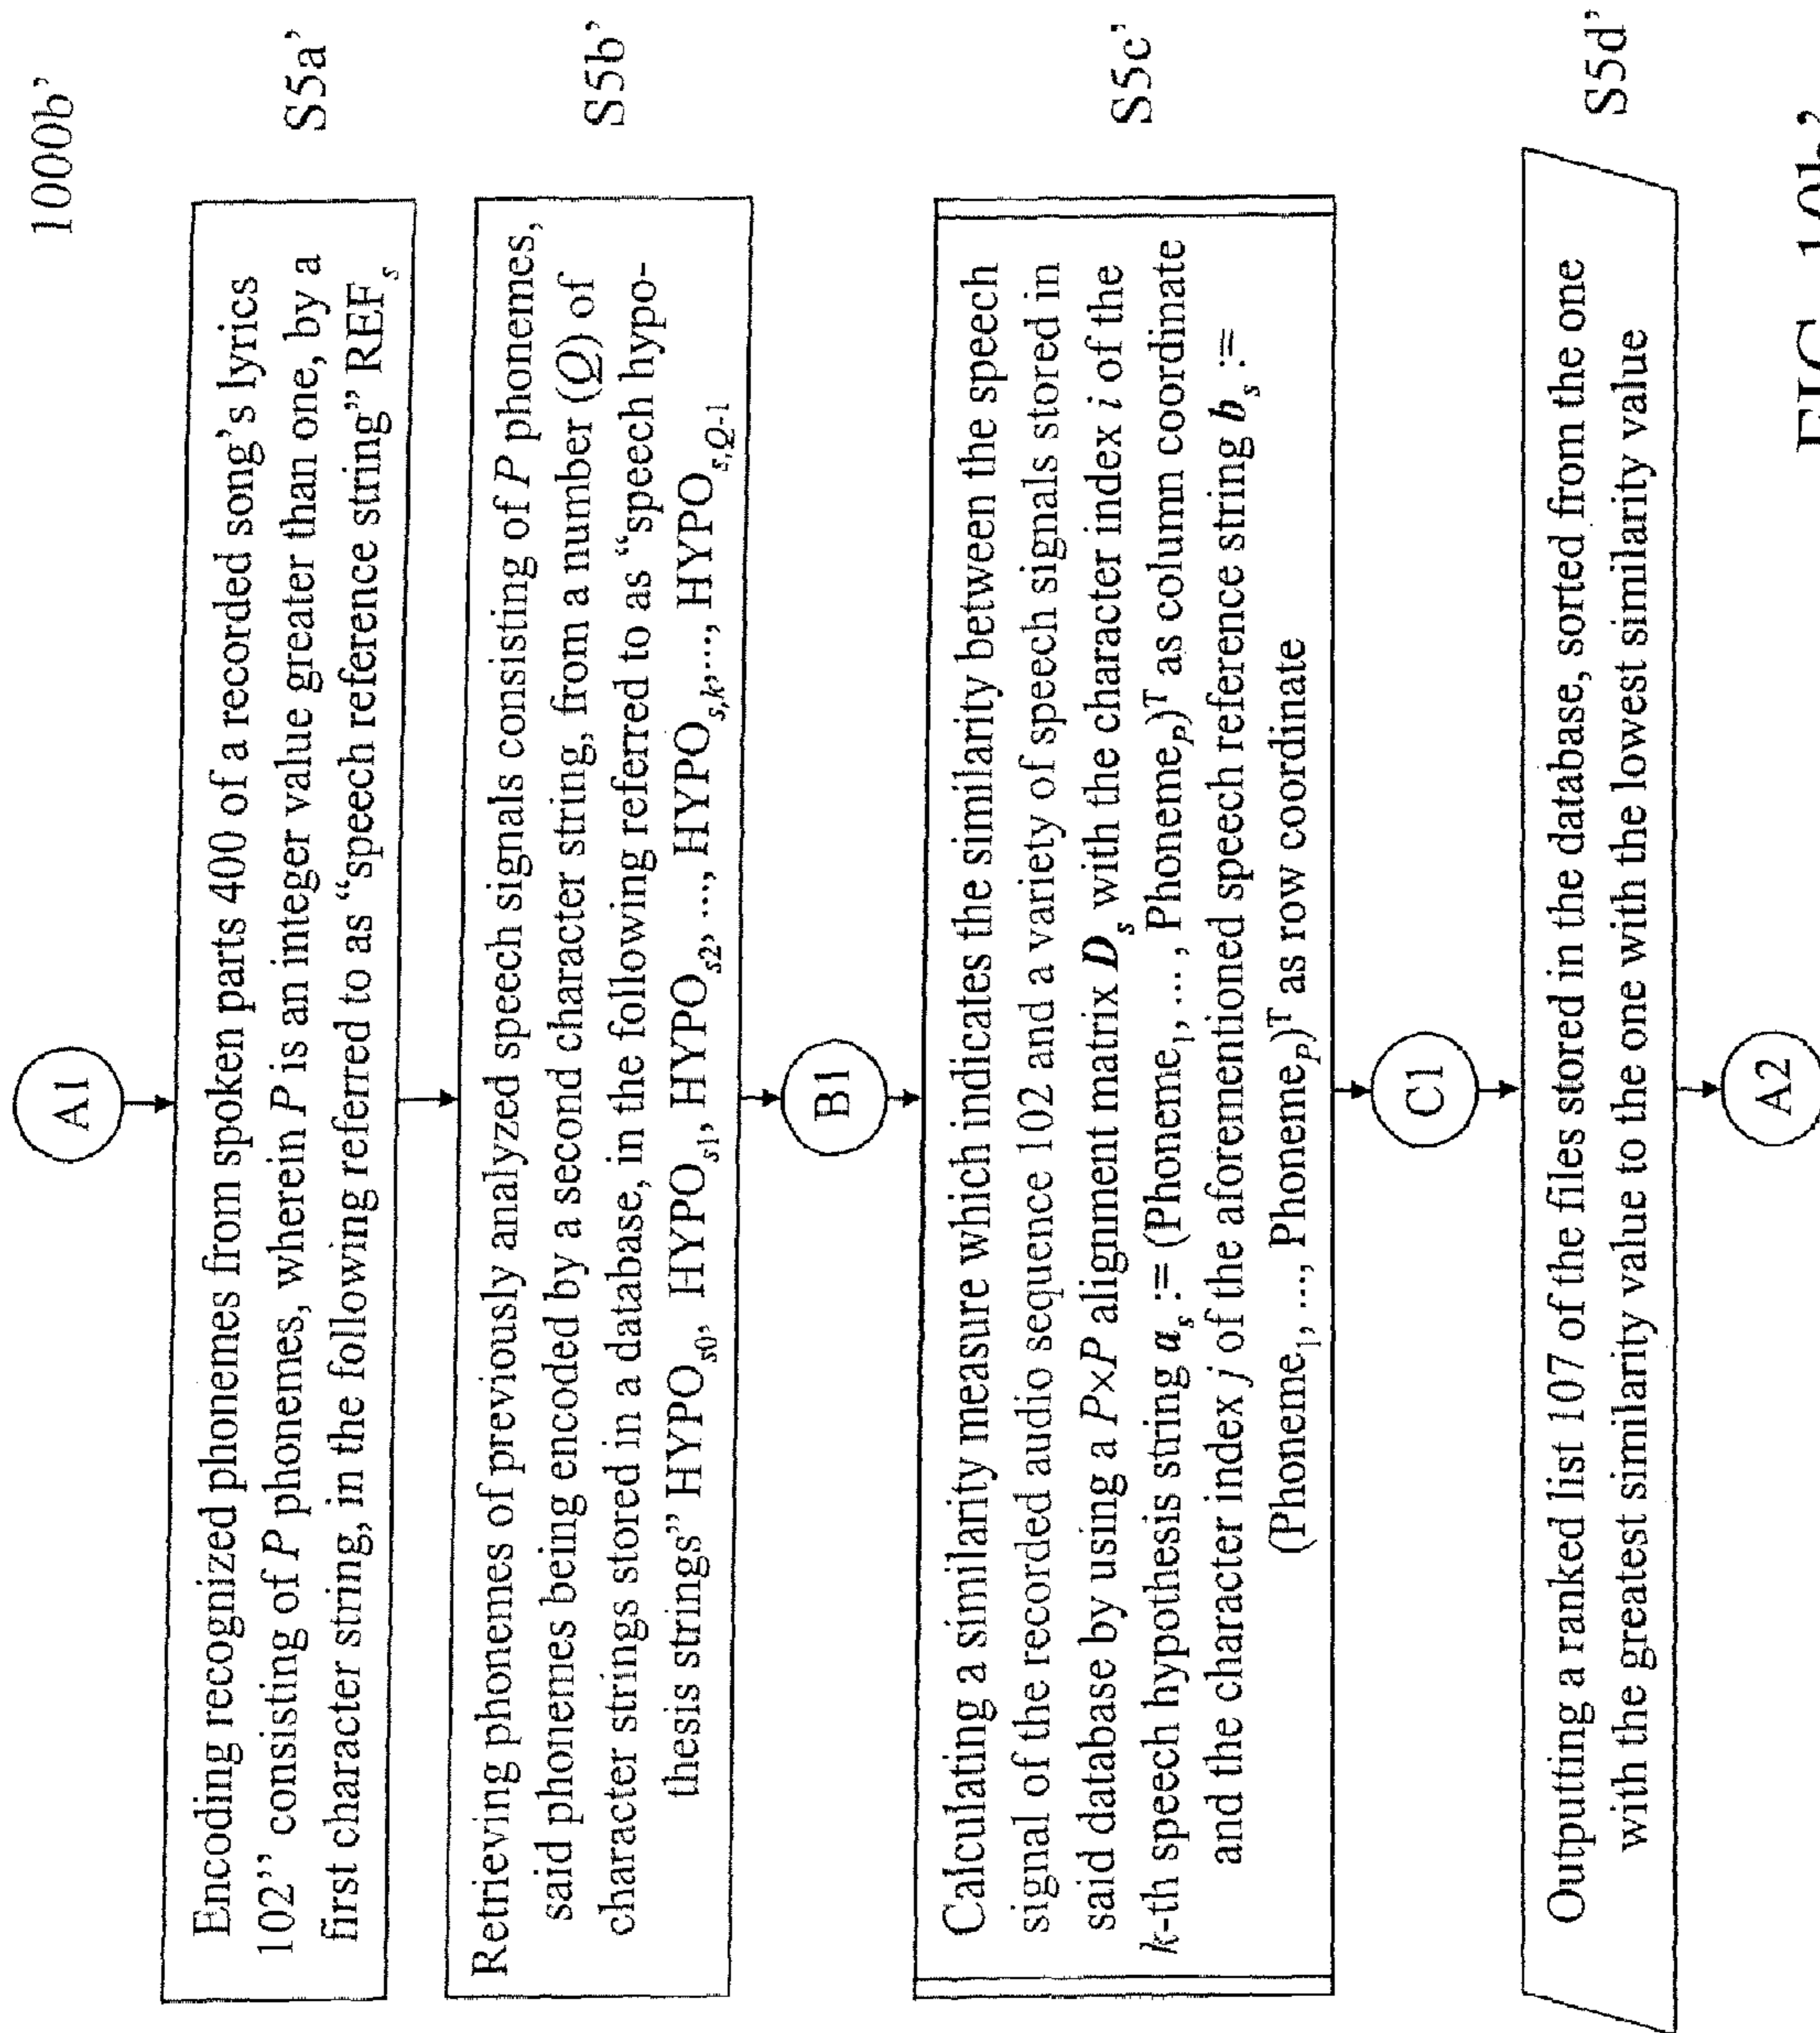 1000b’
A1
Encoding recognized phonemes from spoken parts 400 of a recorded song’s lyrics
102’’ consisting of P phonemes, wherein P is an integer value greater than one, by a
first character string, in the following referred to as “speech reference string” REFₛ
S5a’
Retrieving phonemes of previously analyzed speech signals consisting of P phonemes,
said phonemes being encoded by a second character string, from a number (Q) of
character strings stored in a database, in the following referred to as “speech hypo-
thesis strings” HYPOs0, HYPOs1, HYPOs2, ..., HYPOs,k,..., HYPOs,Q-1
S5b’
B1
Calculating a similarity measure which indicates the similarity between the speech
signal of the recorded audio sequence 102 and a variety of speech signals stored in
said database by using a P×P alignment matrix Dₛ with the character index i of the
k-th speech hypothesis string aₛ := (Phoneme₁, ... , Phonemeₚ)ᵀ as column coordinate
and the character index j of the aforementioned speech reference string bₛ :=
(Phoneme₁, ..., Phonemeₚ)ᵀ as row coordinate
S5c’
C1
Outputting a ranked list 107 of the files stored in the database, sorted from the one
with the greatest similarity value to the one with the lowest similarity value
S5d’
A2
FIG. 10b’